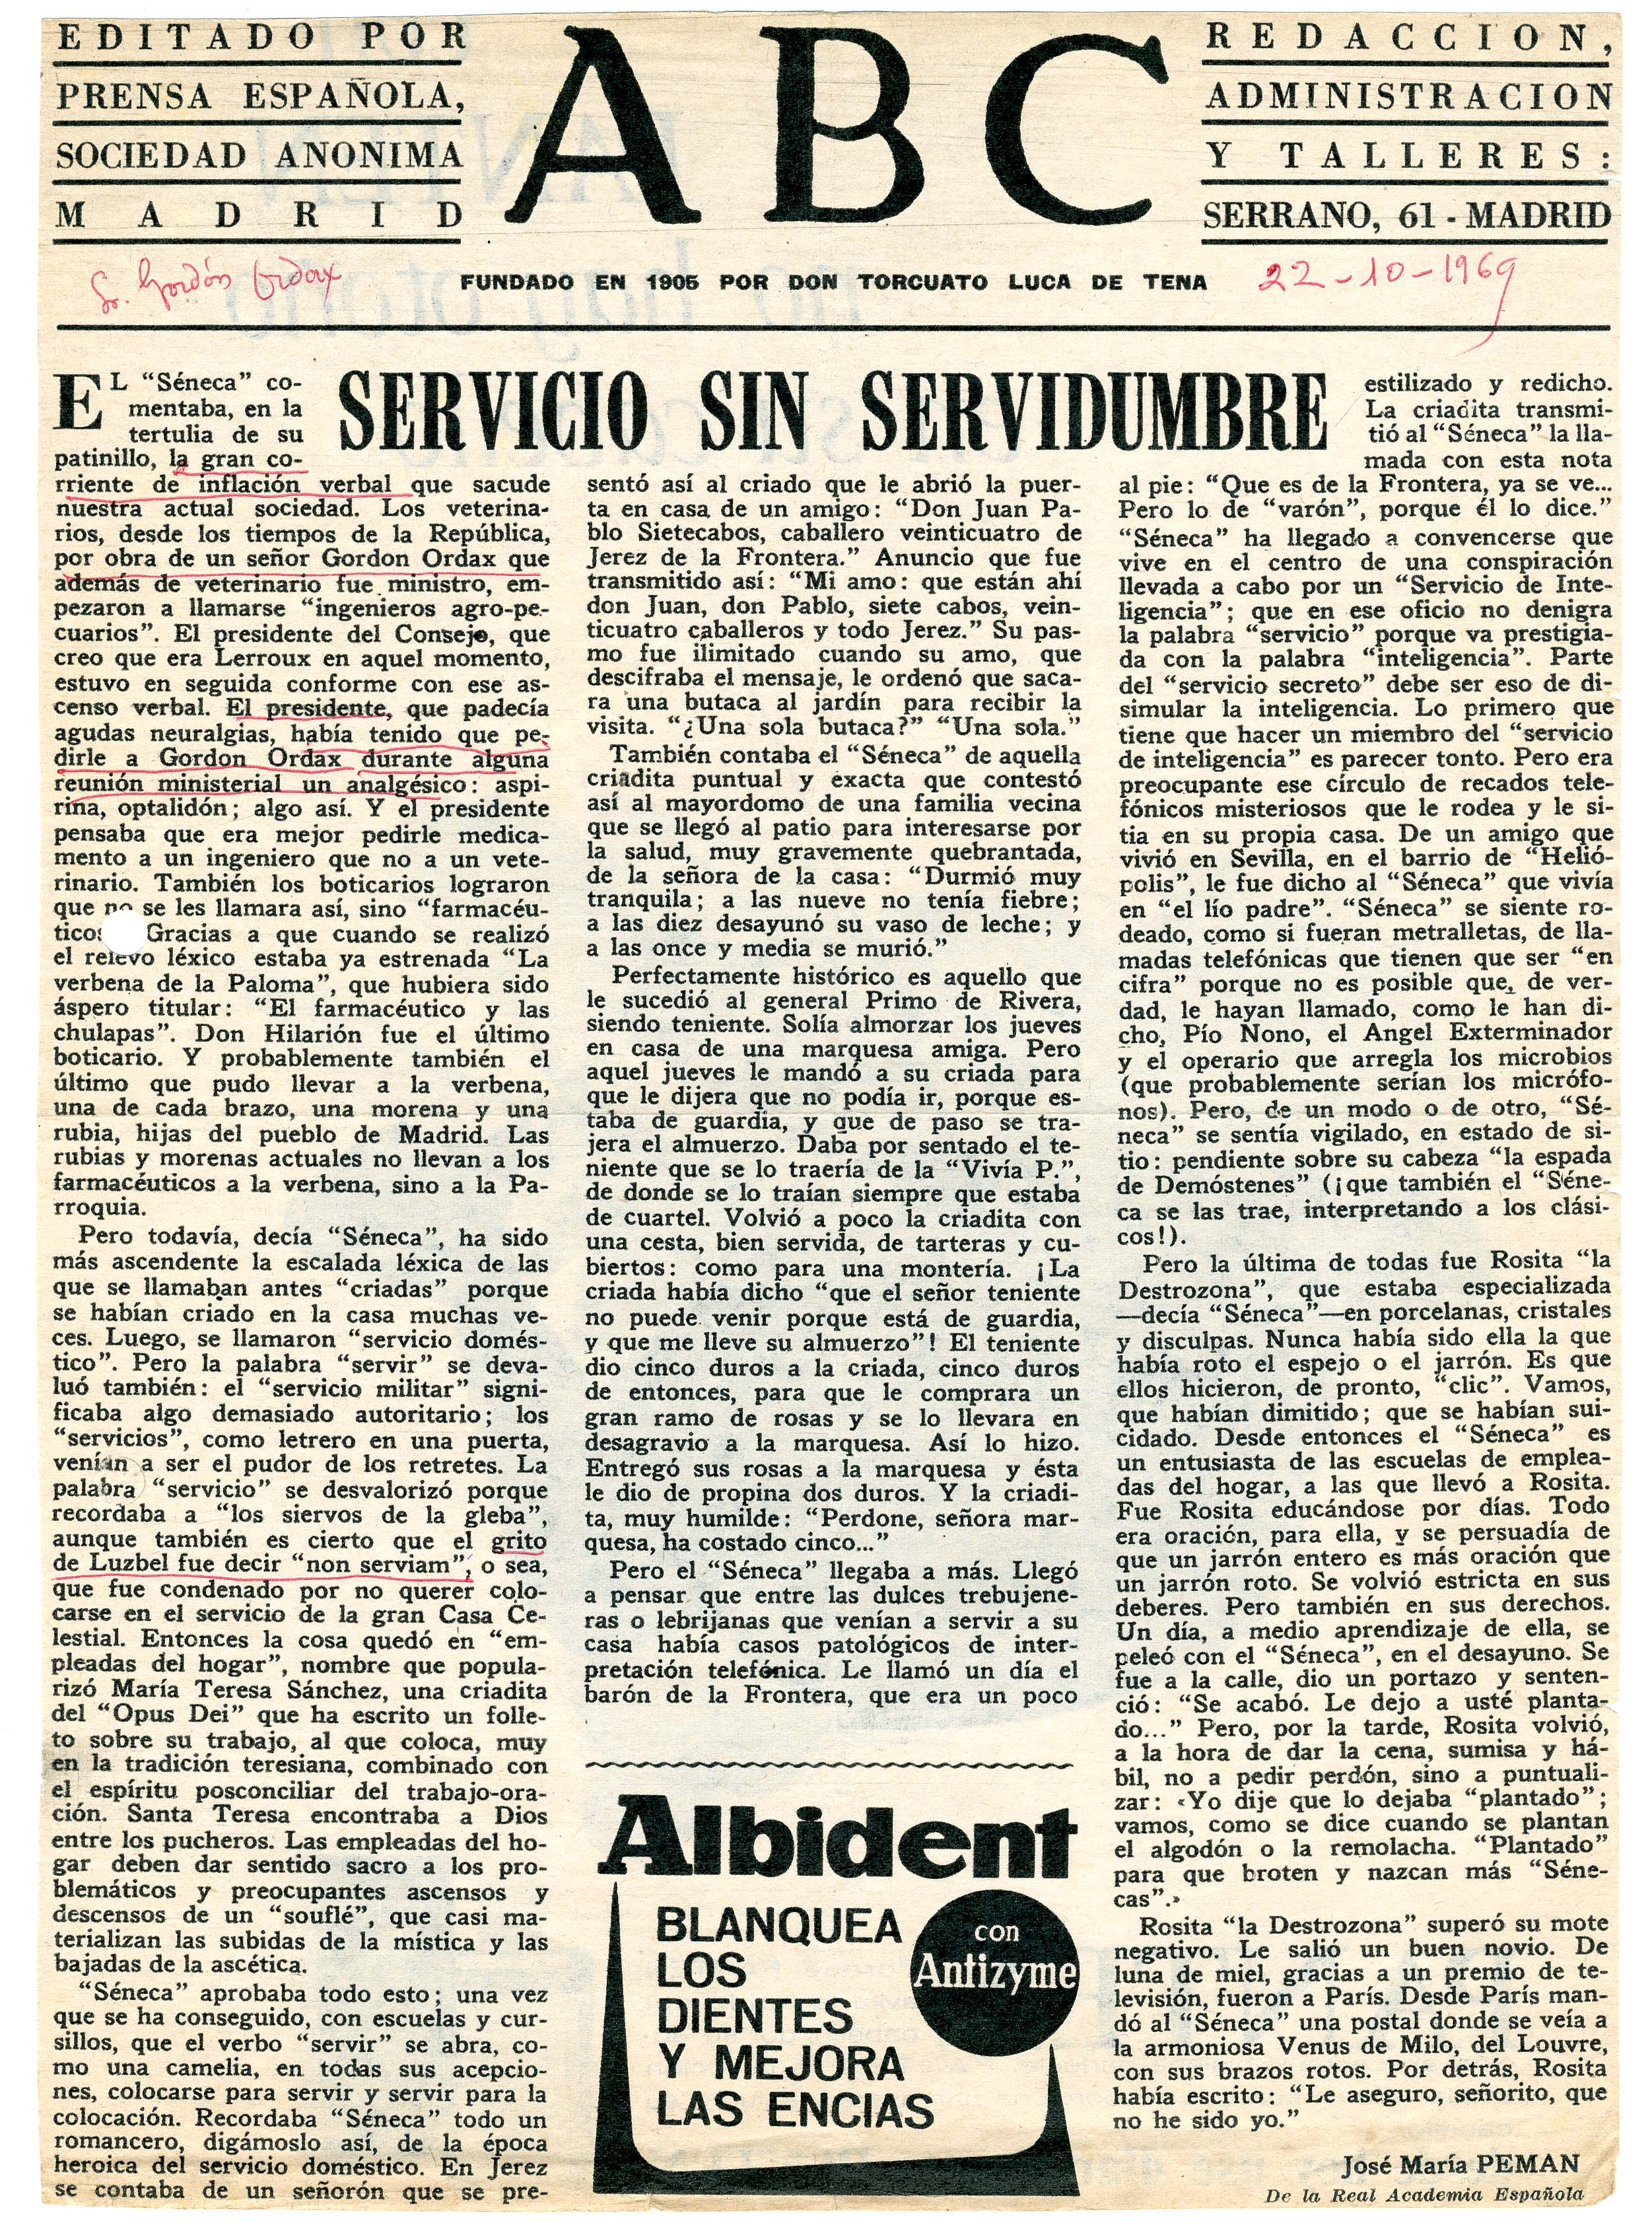 EDITADO POR
PRENSA ESPAÑOLA,
SOCIEDAD ANONIMA
MADRID
ABC
REDACCION,
ADMINISTRACION
Y TALLERES:
SERRANO, 61 - MADRID
Sr. Gordón Ordax
FUNDADO EN 1905 POR DON TORCUATO LUCA DE TENA
22-10-1969
SERVICIO SIN SERVIDUMBRE
EL “Séneca” co-
mentaba, en la
tertulia de su
patinillo, la gran co-
rriente de inflación verbal que sacude
nuestra actual sociedad. Los veterina-
rios, desde los tiempos de la República,
por obra de un señor Gordon Ordax que
además de veterinario fue ministro, em-
pezaron a llamarse “ingenieros agro-pe-
cuarios”. El presidente del Consejo, que
creo que era Lerroux en aquel momento,
estuvo en seguida conforme con ese as-
censo verbal. El presidente, que padecía
agudas neuralgias, había tenido que pe-
dirle a Gordon Ordax durante alguna
reunión ministerial un analgésico: aspi-
rina, optalidón; algo así. Y el presidente
pensaba que era mejor pedirle medica-
mento a un ingeniero que no a un vete-
rinario. También los boticarios lograron
que no se les llamara así, sino “farmacéu-
ticos Gracias a que cuando se realizó
el relevo léxico estaba ya estrenada “La
verbena de la Paloma”, que hubiera sido
áspero titular: “El farmacéutico y las
chulapas”. Don Hilarión fue el último
boticario. Y probablemente también el
último que pudo llevar a la verbena,
una de cada brazo, una morena y una
rubia, hijas del pueblo de Madrid. Las
rubias y morenas actuales no llevan a los
farmacéuticos a la verbena, sino a la Pa-
rroquia.
Pero todavía, decía “Séneca”, ha sido
más ascendente la escalada léxica de las
que se llamaban antes “criadas” porque
se habían criado en la casa muchas ve-
ces. Luego, se llamaron “servicio domés-
tico”. Pero la palabra “servir” se deva-
luó también: el “servicio militar” signi-
ficaba algo demasiado autoritario; los
“servicios”, como letrero en una puerta,
venían a ser el pudor de los retretes. La
palabra “servicio” se desvalorizó porque
recordaba a “los siervos de la gleba”,
aunque también es cierto que el grito
de Luzbel fue decir “non serviam”, o sea,
que fue condenado por no querer colo-
carse en el servicio de la gran Casa Ce-
lestial. Entonces la cosa quedó en “em-
pleadas del hogar”, nombre que popula-
rizó María Teresa Sánchez, una criadita
del “Opus Dei” que ha escrito un folle-
to sobre su trabajo, al que coloca, muy
en la tradición teresiana, combinado con
el espíritu posconciliar del trabajo-ora-
ción. Santa Teresa encontraba a Dios
entre los pucheros. Las empleadas del ho-
gar deben dar sentido sacro a los pro-
blemáticos y preocupantes ascensos y
descensos de un “souflé”, que casi ma-
terializan las subidas de la mística y las
bajadas de la ascética.
“Séneca” aprobaba todo esto; una vez
que se ha conseguido, con escuelas y cur-
sillos, que el verbo “servir” se abra, co-
mo una camelia, en todas sus acepcio-
nes, colocarse para servir y servir para la
colocación. Recordaba “Séneca” todo un
romancero, digámoslo así, de la época
heroica del servicio doméstico. En Jerez
se contaba de un señorón que se pre-
sentó así al criado que le abrió la puer-
ta en casa de un amigo: “Don Juan Pa-
blo Sietecabos, caballero veinticuatro de
Jerez de la Frontera.” Anuncio que fue
transmitido así: “Mi amo: que están ahí
don Juan, don Pablo, siete cabos, vein-
ticuatro caballeros y todo Jerez.” Su pas-
mo fue ilimitado cuando su amo, que
descifraba el mensaje, le ordenó que saca-
ra una butaca al jardín para recibir la
visita. “¿Una sola butaca?” “Una sola.”
También contaba el “Séneca” de aquella
criadita puntual y exacta que contestó
así al mayordomo de una familia vecina
que se llegó al patio para interesarse por
la salud, muy gravemente quebrantada,
de la señora de la casa: “Durmió muy
tranquila; a las nueve no tenía fiebre;
a las diez desayunó su vaso de leche; y
a las once y media se murió.”
Perfectamente histórico es aquello que
le sucedió al general Primo de Rivera,
siendo teniente. Solía almorzar los jueves
en casa de una marquesa amiga. Pero
aquel jueves le mandó a su criada para
que le dijera que no podía ir, porque es-
taba de guardia, y que de paso se tra-
jera el almuerzo. Daba por sentado el te-
niente que se lo traería de la “Vivía P.”,
de donde se lo traían siempre que estaba
de cuartel. Volvió a poco la criadita con
una cesta, bien servida, de tarteras y cu-
biertos: como para una montería. ¡La
criada había dicho “que el señor teniente
no puede venir porque está de guardia,
y que me lleve su almuerzo”! El teniente
dio cinco duros a la criada, cinco duros
de entonces, para que le comprara un
gran ramo de rosas y se lo llevara en
desagravio a la marquesa. Así lo hizo.
Entregó sus rosas a la marquesa y ésta
le dio de propina dos duros. Y la criadi-
ta, muy humilde: “Perdone, señora mar-
quesa, ha costado cinco...”
Pero el “Séneca” llegaba a más. Llegó
a pensar que entre las dulces trebujene-
ras o lebrijanas que venían a servir a su
casa había casos patológicos de inter-
pretación telefónica. Le llamó un día el
barón de la Frontera, que era un poco
Albident
BLANQUEA
LOS
DIENTES
Y MEJORA
LAS ENCIAS
con
Antizyme
estilizado y redicho.
La criadita transmi-
tió al “Séneca” la lla-
mada con esta nota
al pie: “Que es de la Frontera, ya se ve...
Pero lo de “varón”, porque él lo dice.”
“Séneca” ha llegado a convencerse que
vive en el centro de una conspiración
llevada a cabo por un “Servicio de Inte-
ligencia”; que en ese oficio no denigra
la palabra “servicio” porque va prestigia-
da con la palabra “inteligencia”. Parte
del “servicio secreto” debe ser eso de di-
simular la inteligencia. Lo primero que
tiene que hacer un miembro del “servicio
de inteligencia” es parecer tonto. Pero era
preocupante ese círculo de recados tele-
fónicos misteriosos que le rodea y le si-
tia en su propia casa. De un amigo que
vivió en Sevilla, en el barrio de “Helió-
polis”, le fue dicho al “Séneca” que vivía
en “el lío padre”. “Séneca” se siente ro-
deado, como si fueran metralletas, de lla-
madas telefónicas que tienen que ser “en
cifra” porque no es posible que, de ver-
dad, le hayan llamado, como le han di-
cho, Pío Nono, el Angel Exterminador
y el operario que arregla los microbios
(que probablemente serían los micrófo-
nos). Pero, de un modo o de otro, “Sé-
neca” se sentía vigilado, en estado de si-
tio: pendiente sobre su cabeza “la espada
de Demóstenes” (¡que también el “Séne-
ca se las trae, interpretando a los clási-
cos!).
Pero la última de todas fue Rosita “la
Destrozona”, que estaba especializada
—decía “Séneca”—en porcelanas, cristales
y disculpas. Nunca había sido ella la que
había roto el espejo o el jarrón. Es que
ellos hicieron, de pronto, “clic”. Vamos,
que habían dimitido; que se habían sui-
cidado. Desde entonces el “Séneca” es
un entusiasta de las escuelas de emplea-
das del hogar, a las que llevó a Rosita.
Fue Rosita educándose por días. Todo
era oración, para ella, y se persuadía de
que un jarrón entero es más oración que
un jarrón roto. Se volvió estricta en sus
deberes. Pero también en sus derechos.
Un día, a medio aprendizaje de ella, se
peleó con el “Séneca”, en el desayuno. Se
fue a la calle, dio un portazo y senten-
ció: “Se acabó. Le dejo a usté planta-
do...” Pero, por la tarde, Rosita volvió,
a la hora de dar la cena, sumisa y há-
bil, no a pedir perdón, sino a puntuali-
zar: «Yo dije que lo dejaba “plantado”;
vamos, como se dice cuando se plantan
el algodón o la remolacha. “Plantado”
para que broten y nazcan más “Séne-
cas”.»
Rosita “la Destrozona” superó su mote
negativo. Le salió un buen novio. De
luna de miel, gracias a un premio de te-
levisión, fueron a París. Desde París man-
dó al “Séneca” una postal donde se veía a
la armoniosa Venus de Milo, del Louvre,
con sus brazos rotos. Por detrás, Rosita
había escrito: “Le aseguro, señorito, que
no he sido yo.”
José María PEMAN
De la Real Academia Española